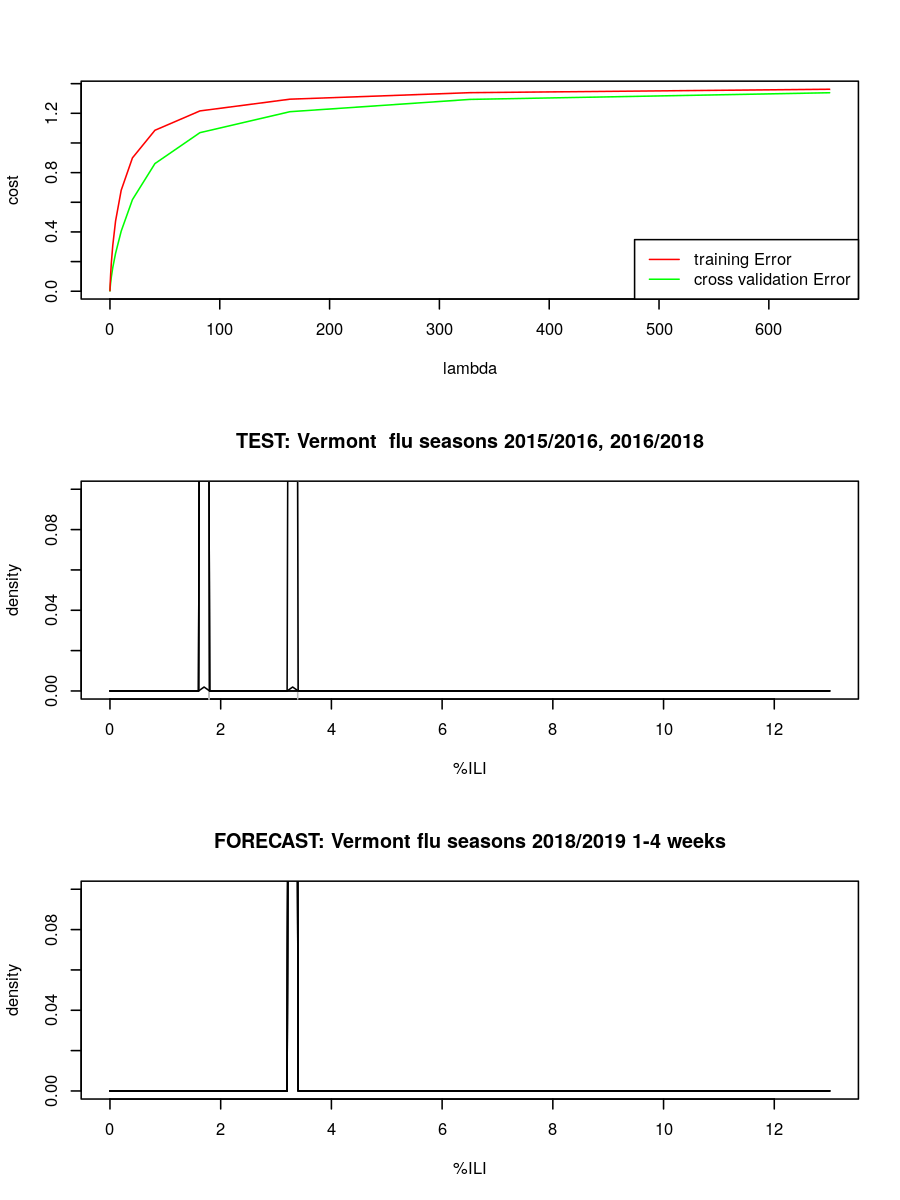 1.2
0.8
0.4
0.0
cost
training Error
cross validation Error
0 100 200 300 400 500 600
lambda
TEST: Vermont  flu seasons 2015/2016, 2016/2018
0.08
0.04
0.00
density
0 2 4 6 8 10 12
%ILI
FORECAST: Vermont flu seasons 2018/2019 1-4 weeks
0.08
0.04
0.00
density
0 2 4 6 8 10 12
%ILI